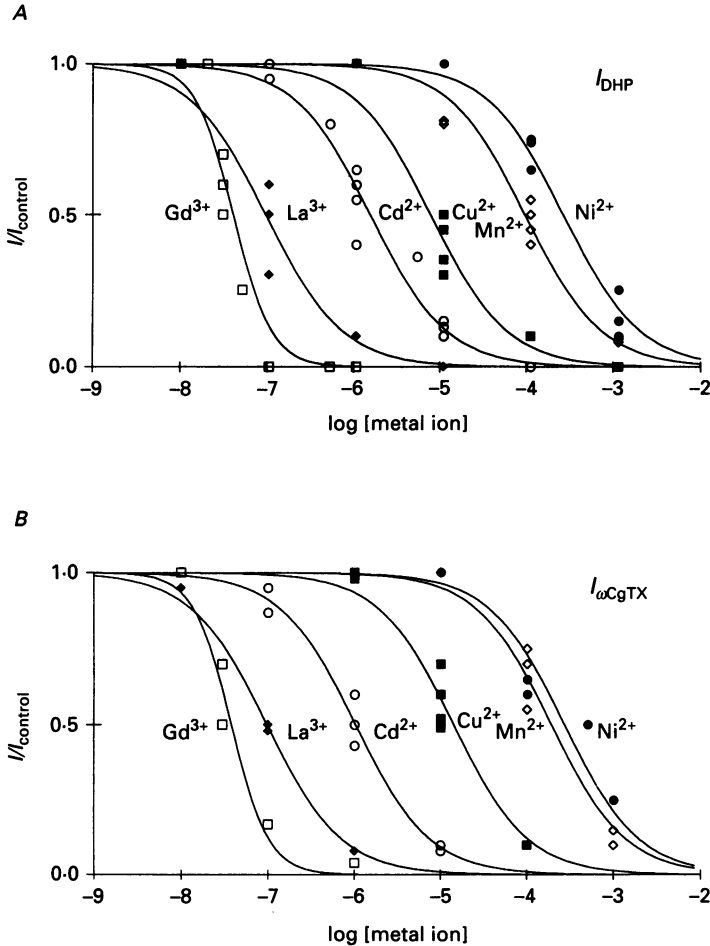 A
1·0
I_DHP
I/I_control
0·5
Gd³⁺ La³⁺ Cd²⁺ Cu²⁺ Mn²⁺ Ni²⁺
0·0
−9 −8 −7 −6 −5 −4 −3 −2
log [metal ion]
B
1·0
I_ωCgTX
I/I_control
0·5
Gd³⁺ La³⁺ Cd²⁺ Cu²⁺ Mn²⁺ Ni²⁺
0·0
−9 −8 −7 −6 −5 −4 −3 −2
log [metal ion]